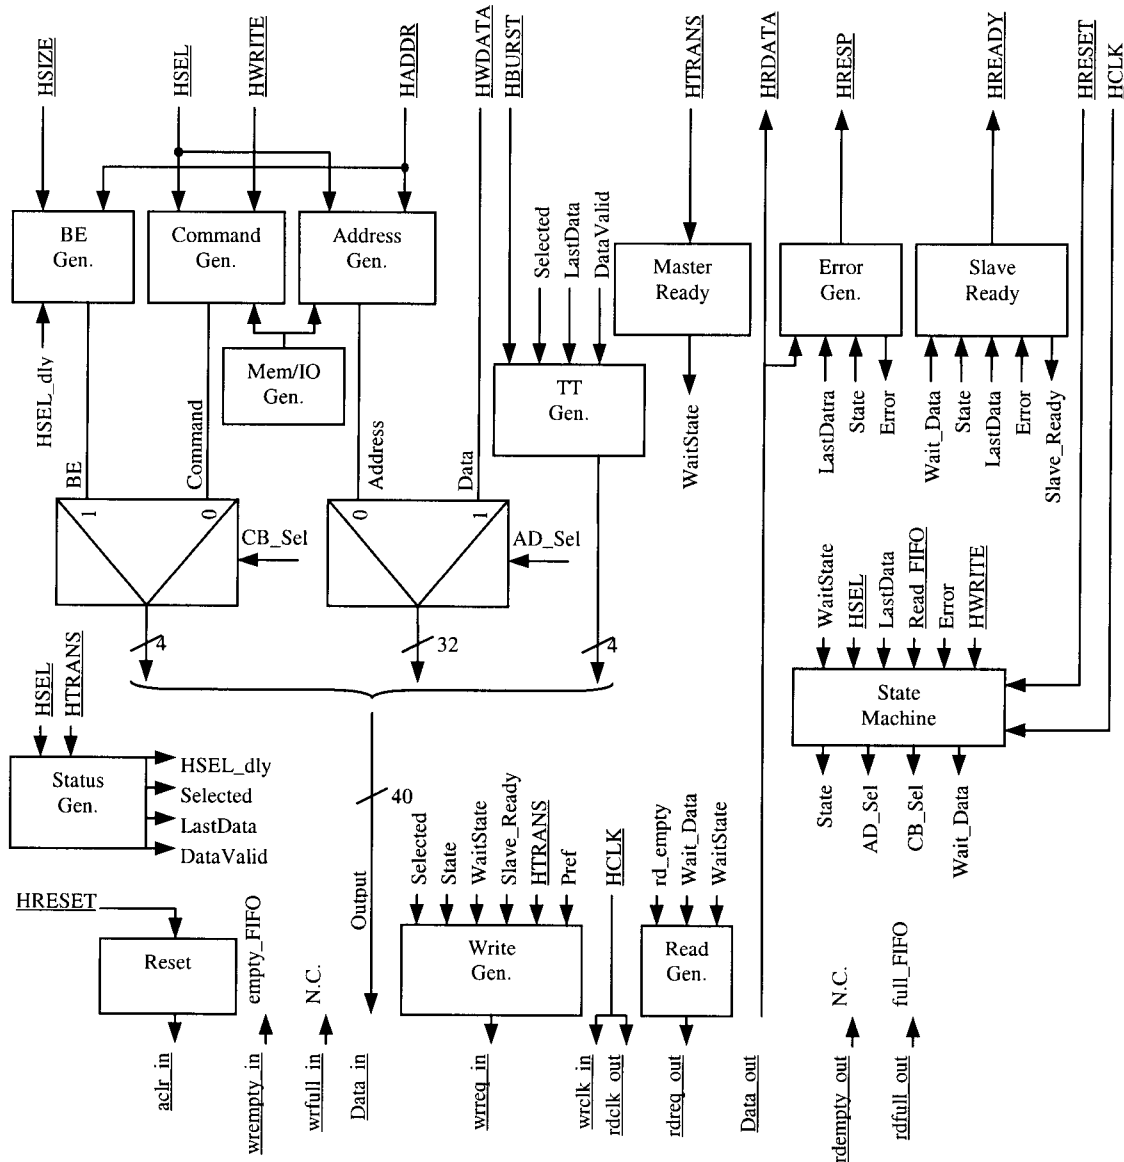 HSIZE
HSEL
HWRITE
HADDR
HWDATA
HBURST
HTRANS
HRDATA
HRESP
HREADY
HRESET
HCLK
BE
Gen.
Command
Gen.
Address
Gen.
Selected
LastData
DataValid
Master
Ready
Error
Gen.
Slave
Ready
HSEL_dly
Mem/IO
Gen.
TT
Gen.
WaitState
LastDatra
State
Error
Wait_Data
State
LastData
Error
Slave_Ready
BE
Command
Address
Data
1
0
CB_Sel
0
1
AD_Sel
4
32
4
WaitState
HSEL
LastData
Read_FIFO
Error
HWRITE
State
Machine
State
AD_Sel
CB_Sel
Wait_Data
HSEL
HTRANS
Status
Gen.
HSEL_dly
Selected
LastData
DataValid
40
Output
Selected
State
WaitState
Slave_Ready
HTRANS
Pref
HCLK
rd_empty
Wait_Data
WaitState
HRESET
Reset
empty_FIFO
N.C.
Write
Gen.
Read
Gen.
N.C.
full_FIFO
aclr_in
wrempty_in
wrfull_in
Data_in
wrreq_in
wrclk_in
rdclk_out
rdreq_out
Data_out
rdempty_out
rdfull_out